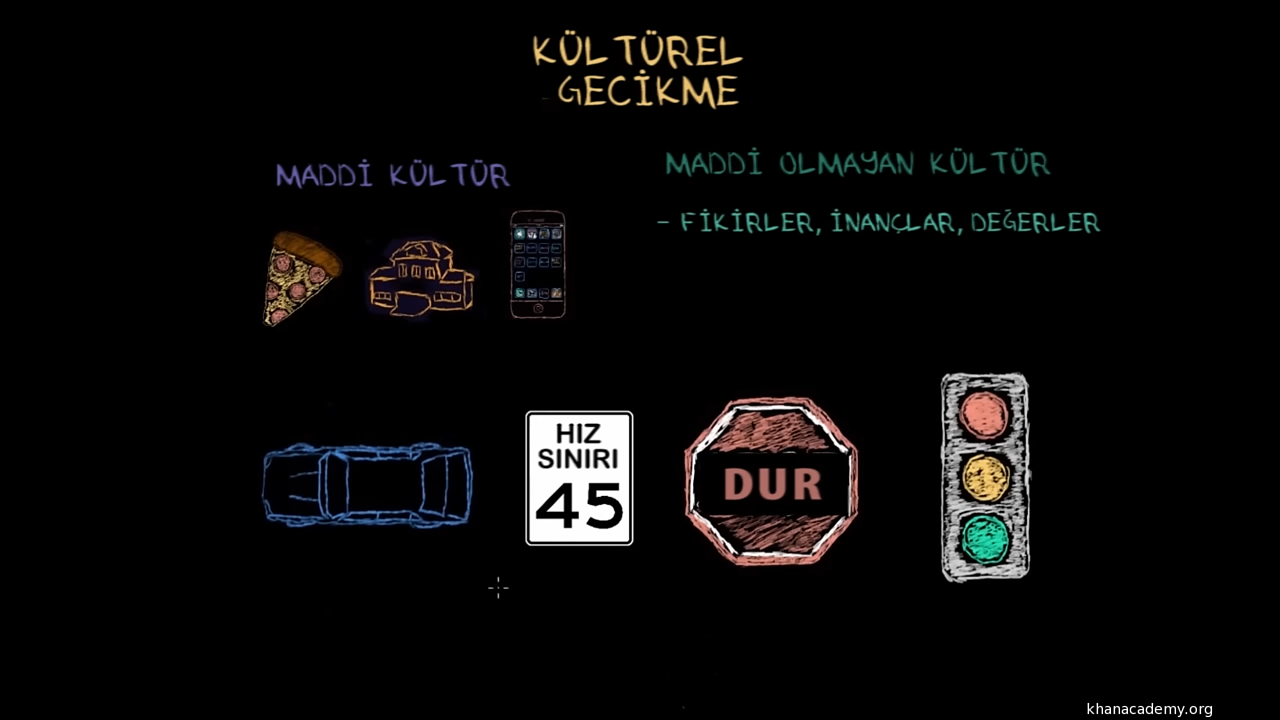 KÜLTÜREL
GECİKME
MADDİ KÜLTÜR
MADDİ OLMAYAN KÜLTÜR
- FİKİRLER, İNANÇLAR, DEĞERLER
HIZ
SINIRI
45
DUR
khanacademy.org